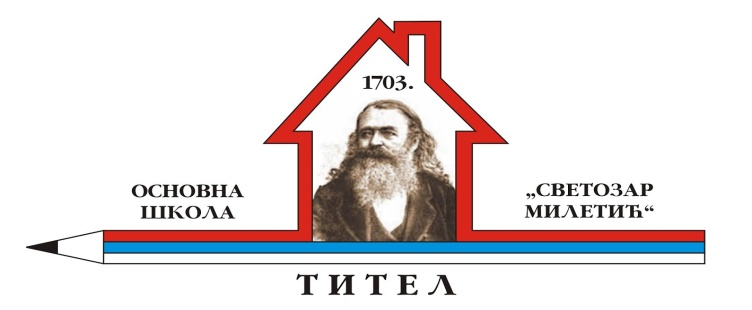 1703.
ОСНОВНА
ШКОЛА
„СВЕТОЗАР
МИЛЕТИЋ“
ТИТЕЛ